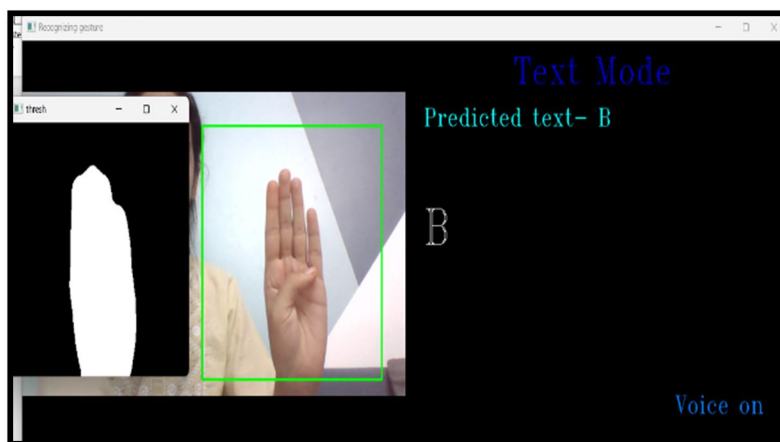 Recognizing gesture
Text Mode
thresh
Predicted text- B
B
Voice on